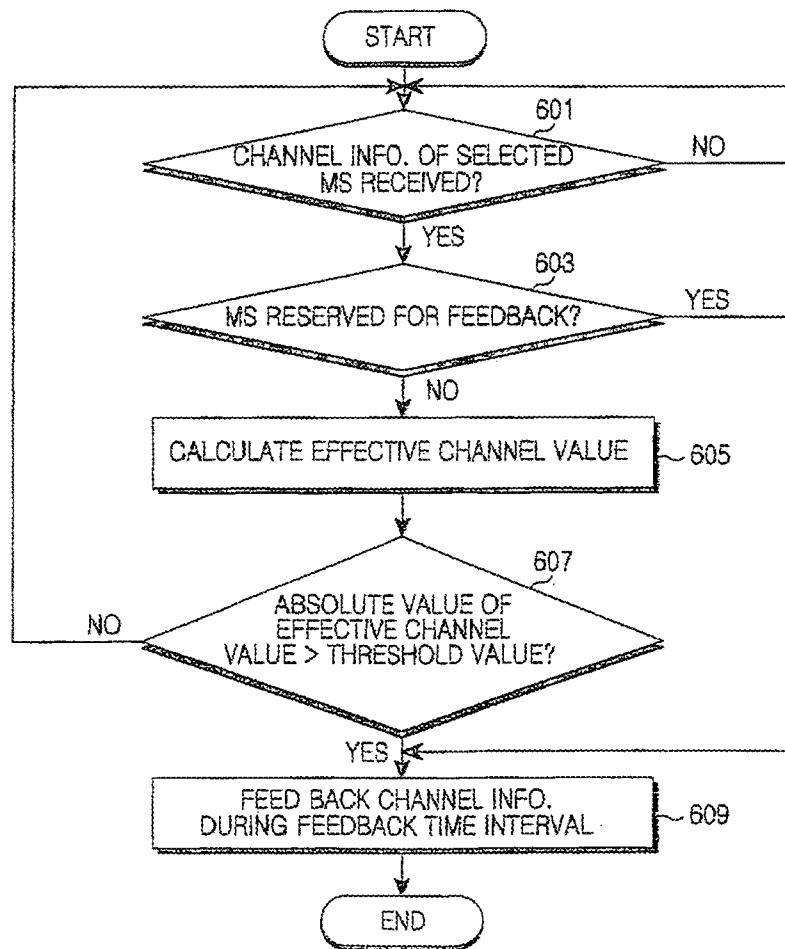 START
601
CHANNEL INFO. OF SELECTED
MS RECEIVED?
NO
YES
603
MS RESERVED FOR FEEDBACK?
YES
NO
CALCULATE EFFECTIVE CHANNEL VALUE
605
607
ABSOLUTE VALUE OF
EFFECTIVE CHANNEL
VALUE > THRESHOLD VALUE?
NO
YES
FEED BACK CHANNEL INFO.
DURING FEEDBACK TIME INTERVAL
609
END